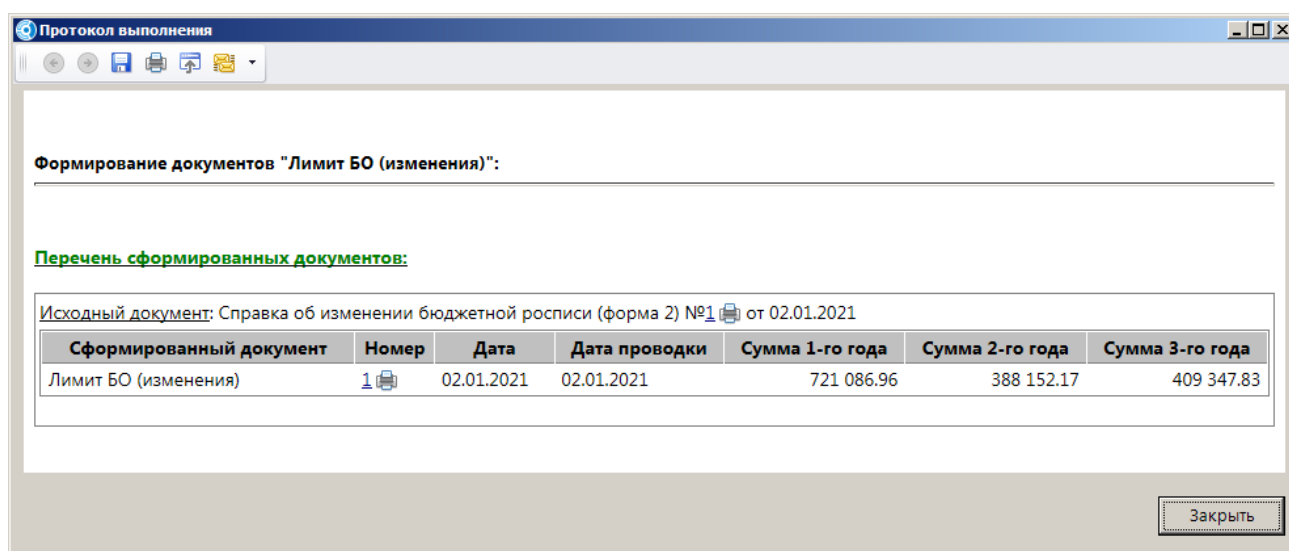 Протокол выполнения
Формирование документов "Лимит БО (изменения)":
Перечень сформированных документов:
Исходный документ: Справка об изменении бюджетной росписи (форма 2) №1 от 02.01.2021
Сформированный документ Номер Дата Дата проводки Сумма 1-го года Сумма 2-го года Сумма 3-го года
Лимит БО (изменения) 1 02.01.2021 02.01.2021 721 086.96 388 152.17 409 347.83
Закрыть